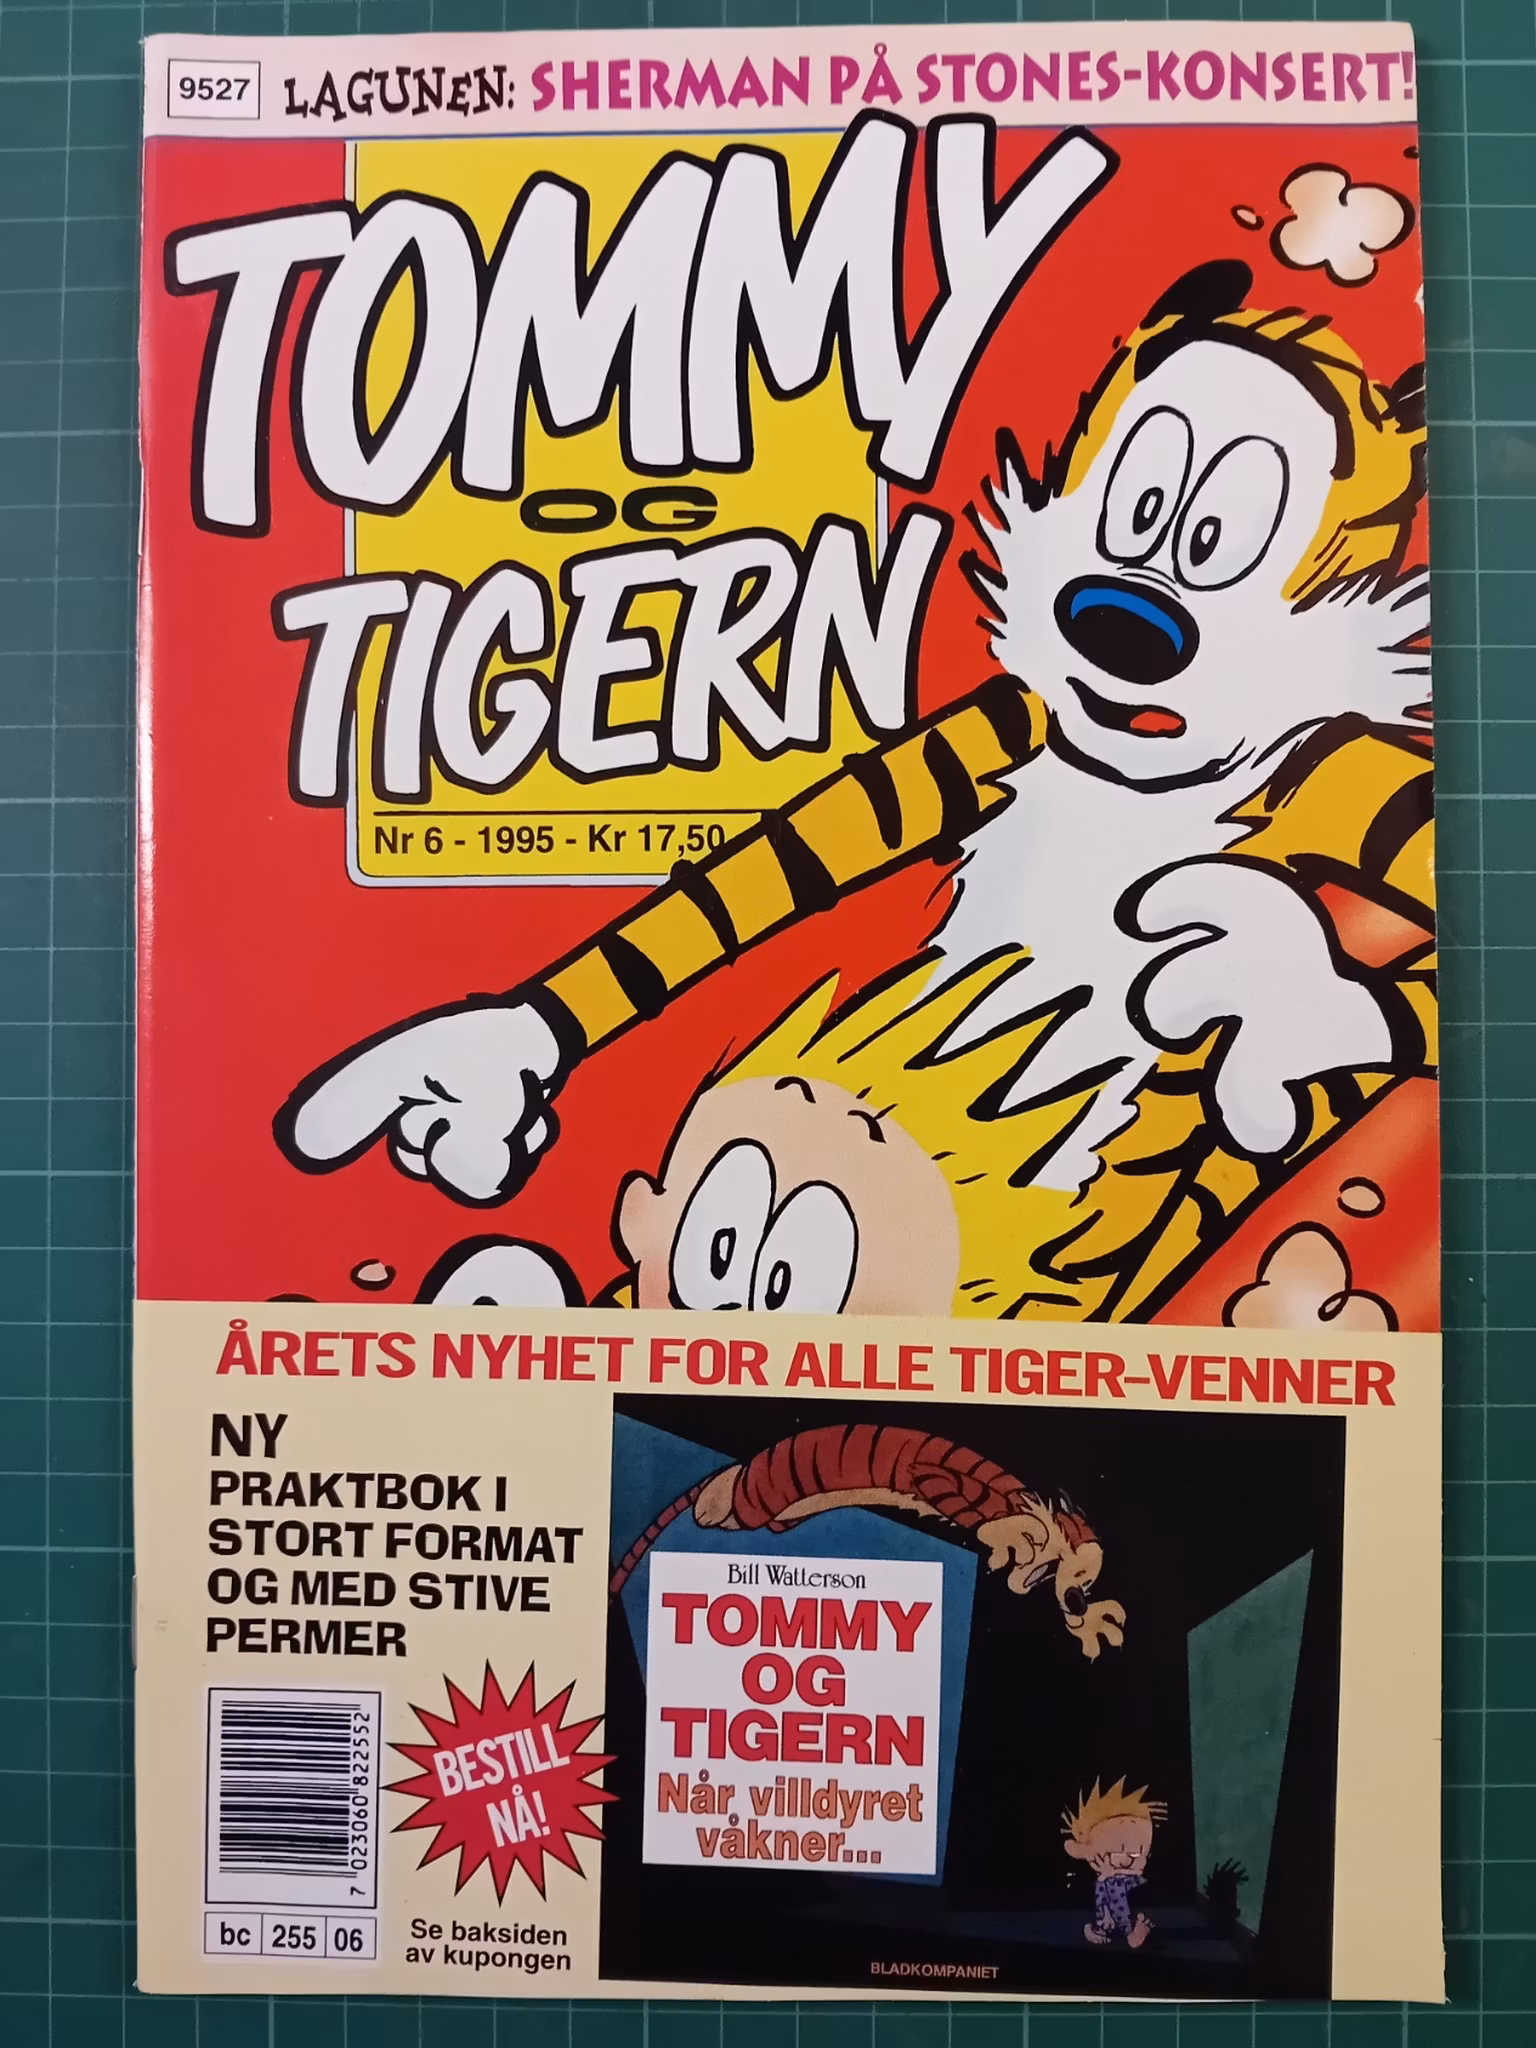 9527 LAGUNEN: SHERMAN PÅ STONES-KONSERT!
TOMMY
OG
TIGERN
Nr 6 - 1995 - Kr 17,50
ÅRETS NYHET FOR ALLE TIGER-VENNER
NY
PRAKTBOK I
STORT FORMAT
OG MED STIVE
PERMER
BESTILL
NÅ!
7 023060 822552
bc 255 06
Se baksiden
av kupongen
Bill Watterson
TOMMY
OG
TIGERN
Når villdyret
våkner...
BLADKOMPANIET